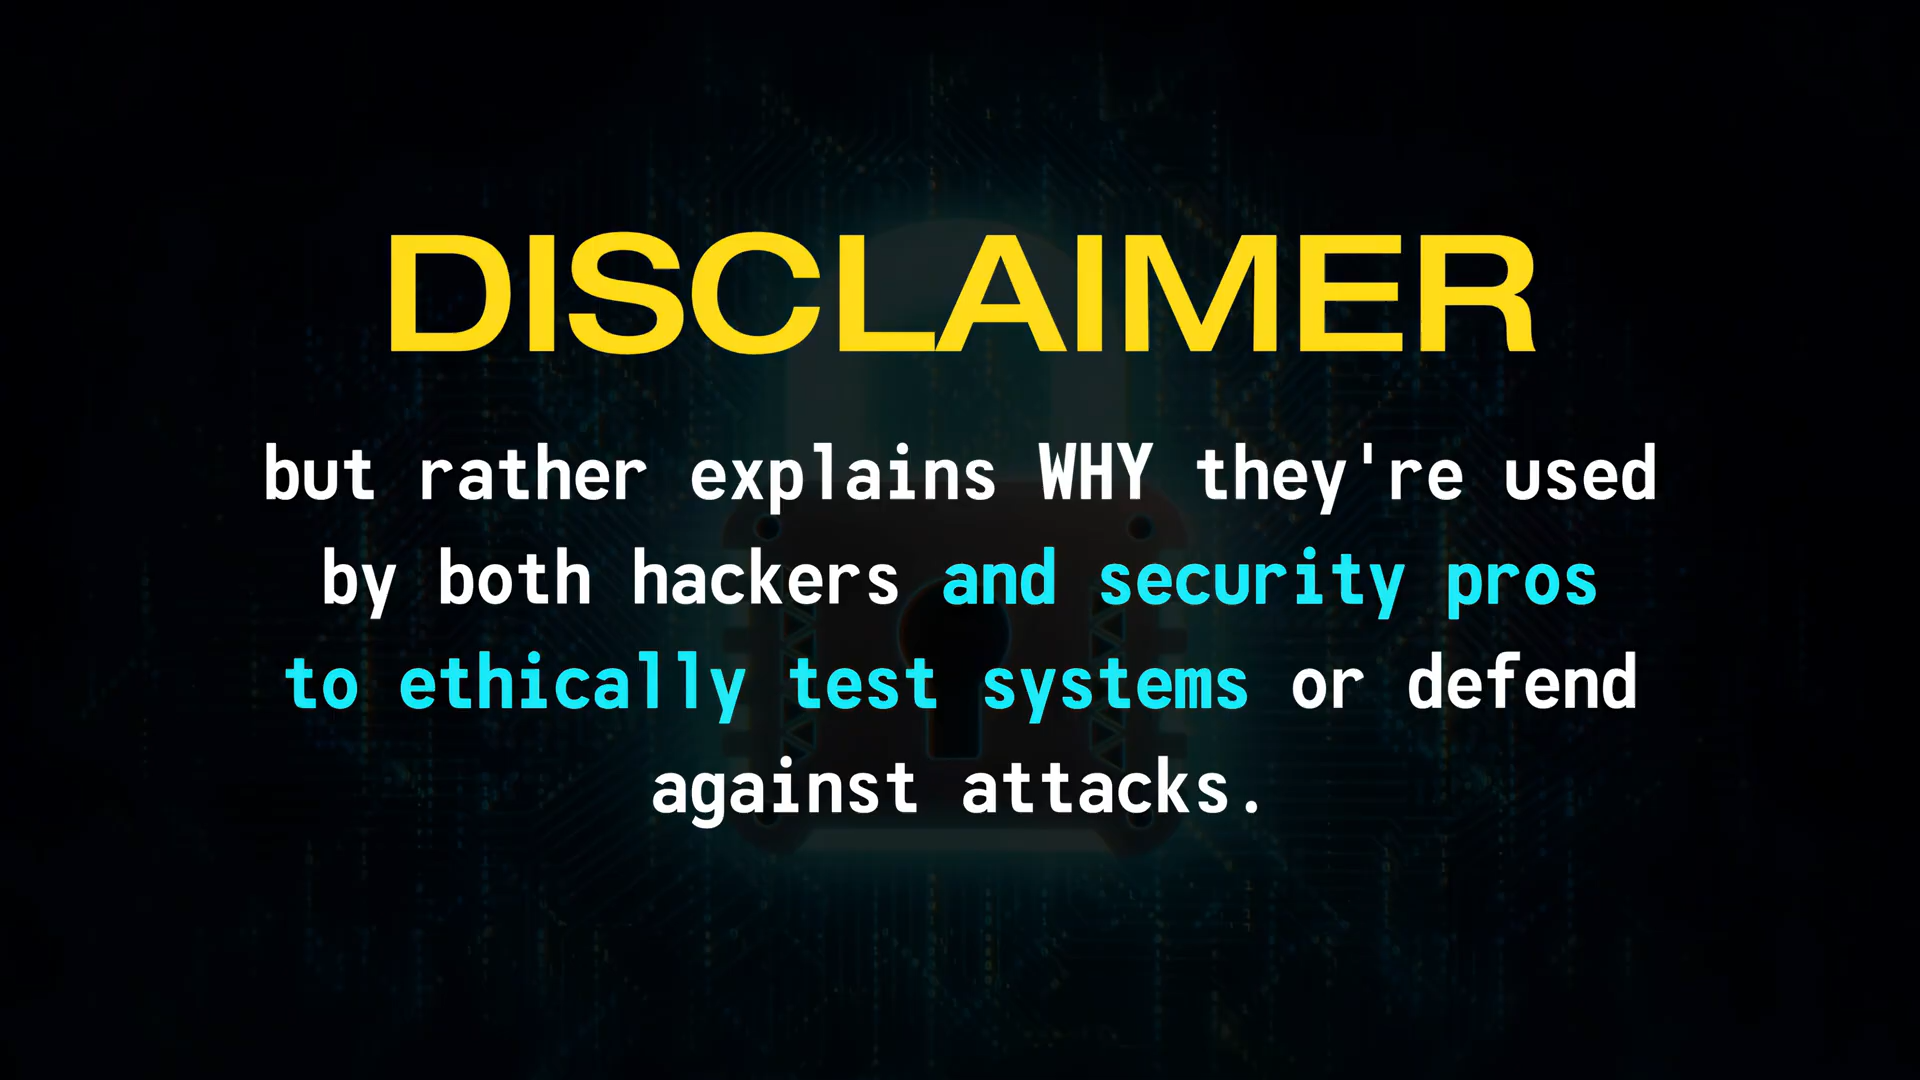 DISCLAIMER
but rather explains WHY they're used
by both hackers and security pros
to ethically test systems or defend
against attacks.